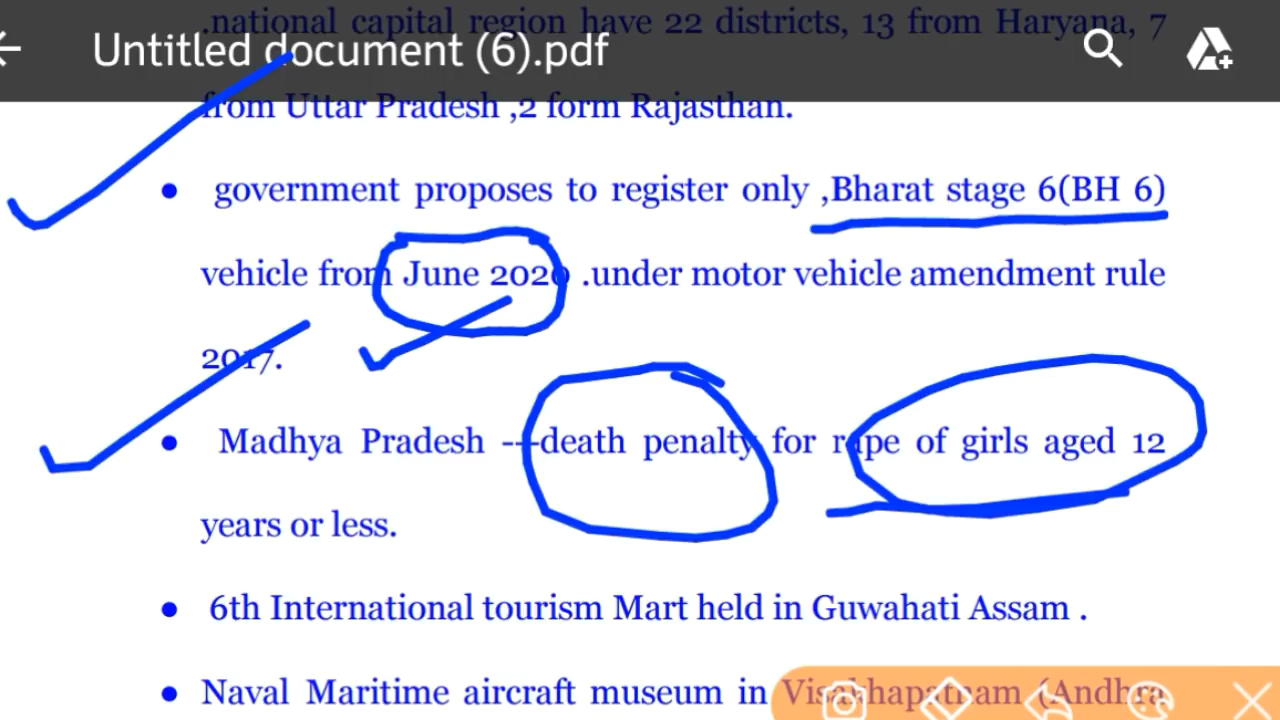 .national capital region have 22 districts, 13 from Haryana, 7
Untitled document (6).pdf
from Uttar Pradesh ,2 form Rajasthan.
● government proposes to register only ,Bharat stage 6(BH 6)
vehicle from June 2020 .under motor vehicle amendment rule
2017.
● Madhya Pradesh ---death penalty for rape of girls aged 12
years or less.
● 6th International tourism Mart held in Guwahati Assam .
● Naval Maritime aircraft museum in Visakhapatnam (Andhra